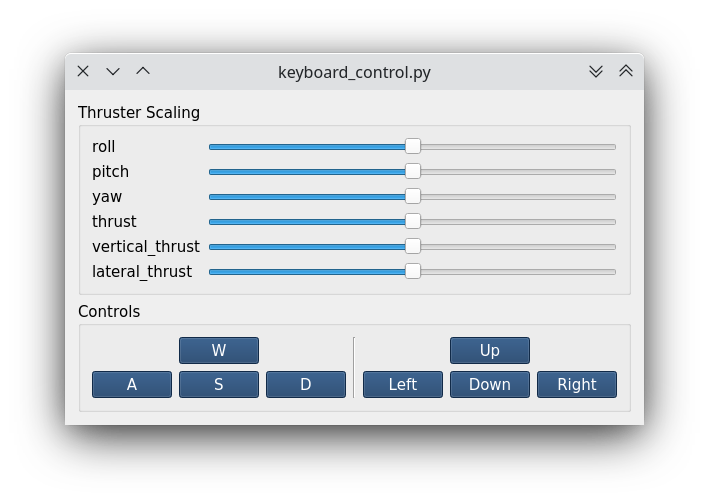 keyboard_control.py
Thruster Scaling
roll
pitch
yaw
thrust
vertical_thrust
lateral_thrust
Controls
W Up
A S D Left Down Right